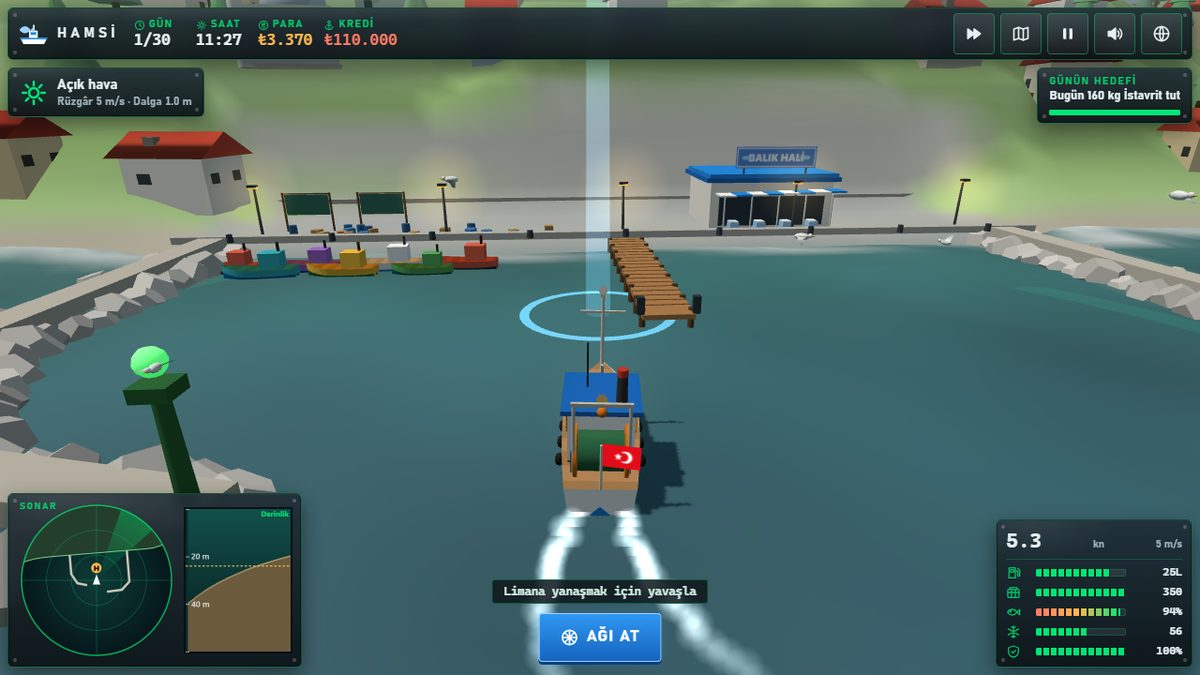 HAMSİ
GÜN
1/30
SAAT
11:27
PARA
₺3.370
KREDİ
₺110.000
Açık hava
Rüzgâr 5 m/s · Dalga 1.0 m
GÜNÜN HEDEFİ
Bugün 160 kg İstavrit tut
BALIK HALİ
SONAR
H
Derinlik
20 m
40 m
Limana yanaşmak için yavaşla
AĞI AT
5.3 kn 5 m/s
25L
350
94%
56
100%